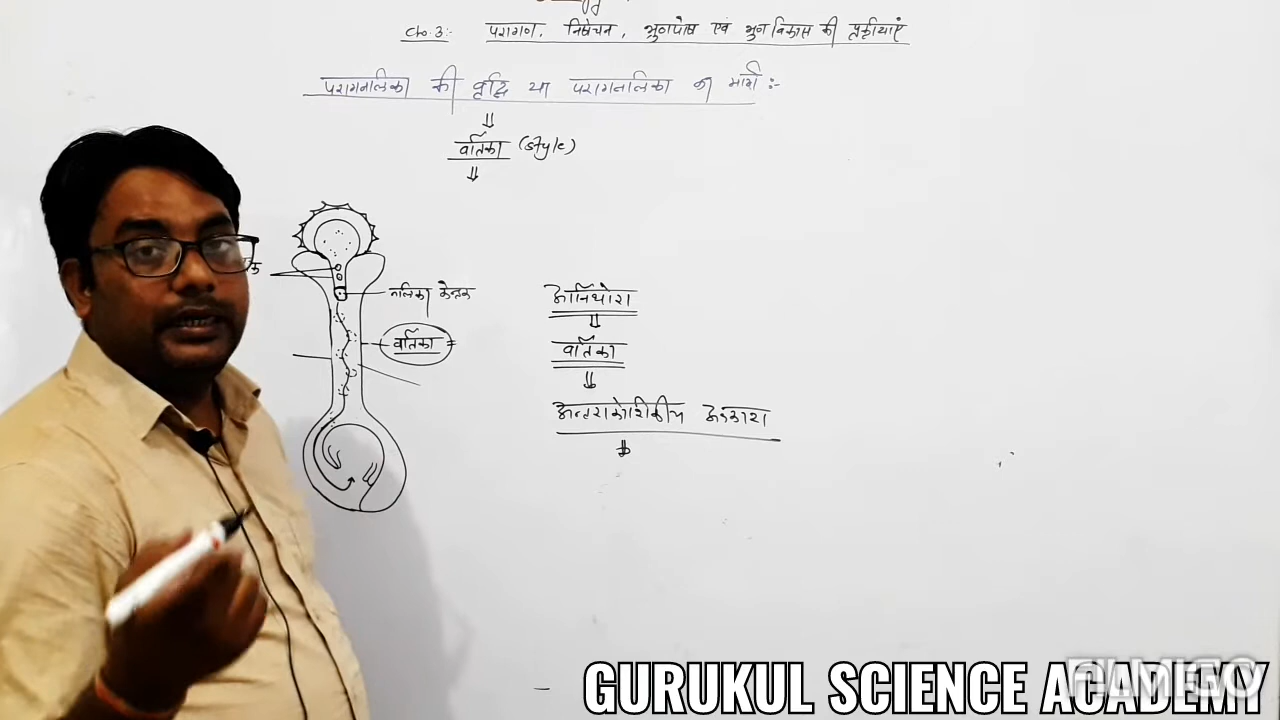 Ch. 3:- परागण, निषेचन, भ्रुणपोष एवं भ्रुण विकास की प्रक्रीयाएं
परागनलिका की वृद्धि या परागनलिका का मार्ग :-
⇓
वर्तिका (style)
⇓
नलिका केन्द्रक
वर्तिका
क
⇓
वर्तिका
⇓
अन्तराकोशिकीय अवकाश
⇓
GURUKUL SCIENCE ACADEMY
FILMIGO